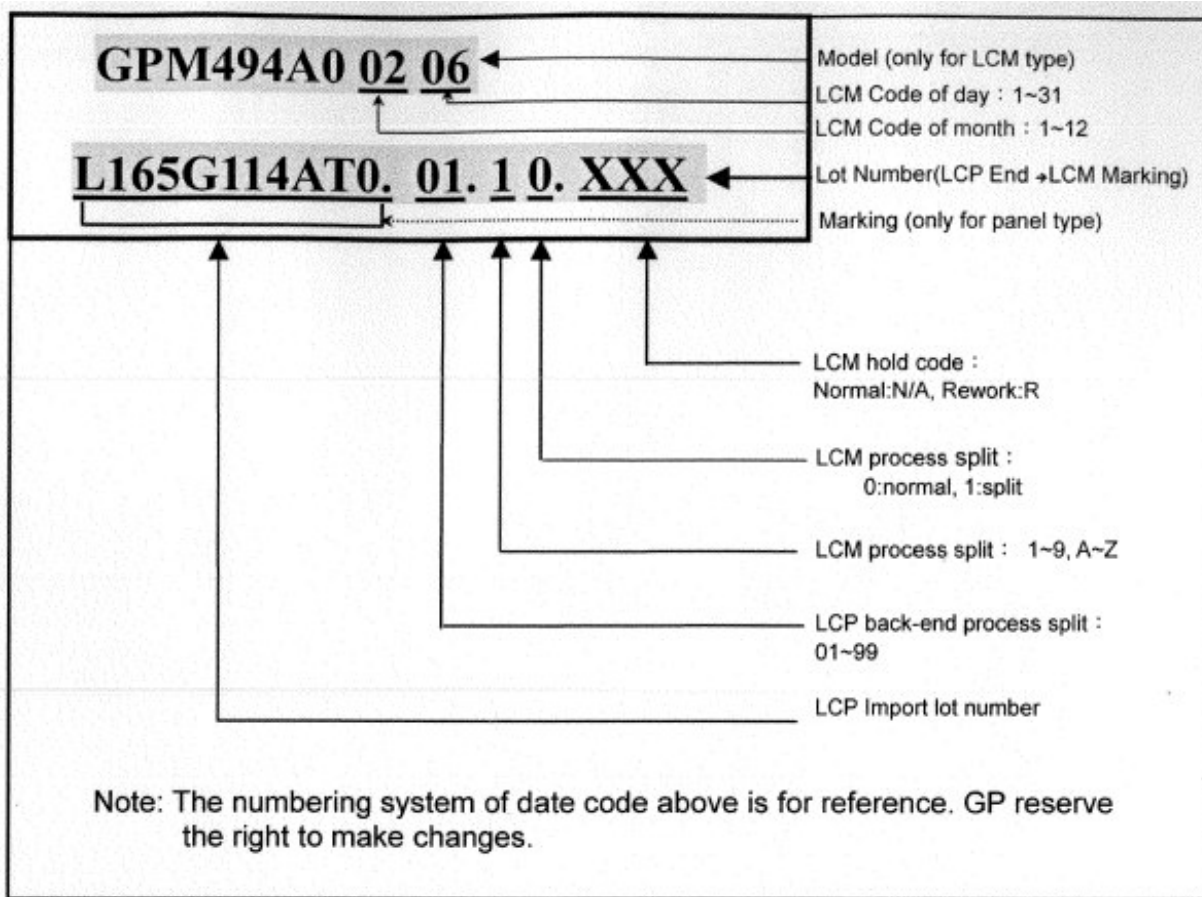 GPM494A0 02 06
Model (only for LCM type)
LCM Code of day : 1~31
LCM Code of month : 1~12
L165G114AT0. 01. 1 0. XXX
Lot Number(LCP End →LCM Marking)
Marking (only for panel type)
LCM hold code :
Normal:N/A, Rework:R
LCM process split :
0:normal, 1:split
LCM process split : 1~9, A~Z
LCP back-end process split :
01~99
LCP Import lot number
Note: The numbering system of date code above is for reference. GP reserve
the right to make changes.